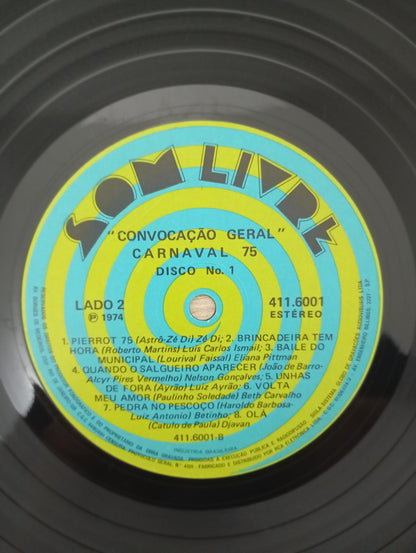 SOM LIVRE
"CONVOCAÇÃO GERAL"
CARNAVAL 75
DISCO No. 1
LADO 2
℗ 1974
411.6001
ESTÉREO
1. PIERROT 75 (Astrô-Zé Di) Zé Di; 2. BRINCADEIRA TEM
HORA (Roberto Martins) Luis Carlos Ismail; 3. BAILE DO
MUNICIPAL (Lourival Faissal) Eliana Pittman
4. QUANDO O SALGUEIRO APARECER (João de Barro-
Alcyr Pires Vermelho) Nelson Gonçalves; 5. UNHAS
DE FORA (Ayrão) Luiz Ayrão; 6. VOLTA
MEU AMOR (Paulinho Soledade) Beth Carvalho
7. PEDRA NO PESCOÇO (Haroldo Barbosa-
Luiz Antonio) Betinho; 8. OLÁ
(Catulo de Paula) Djavan
411.6001-B
INDÚSTRIA BRASILEIRA